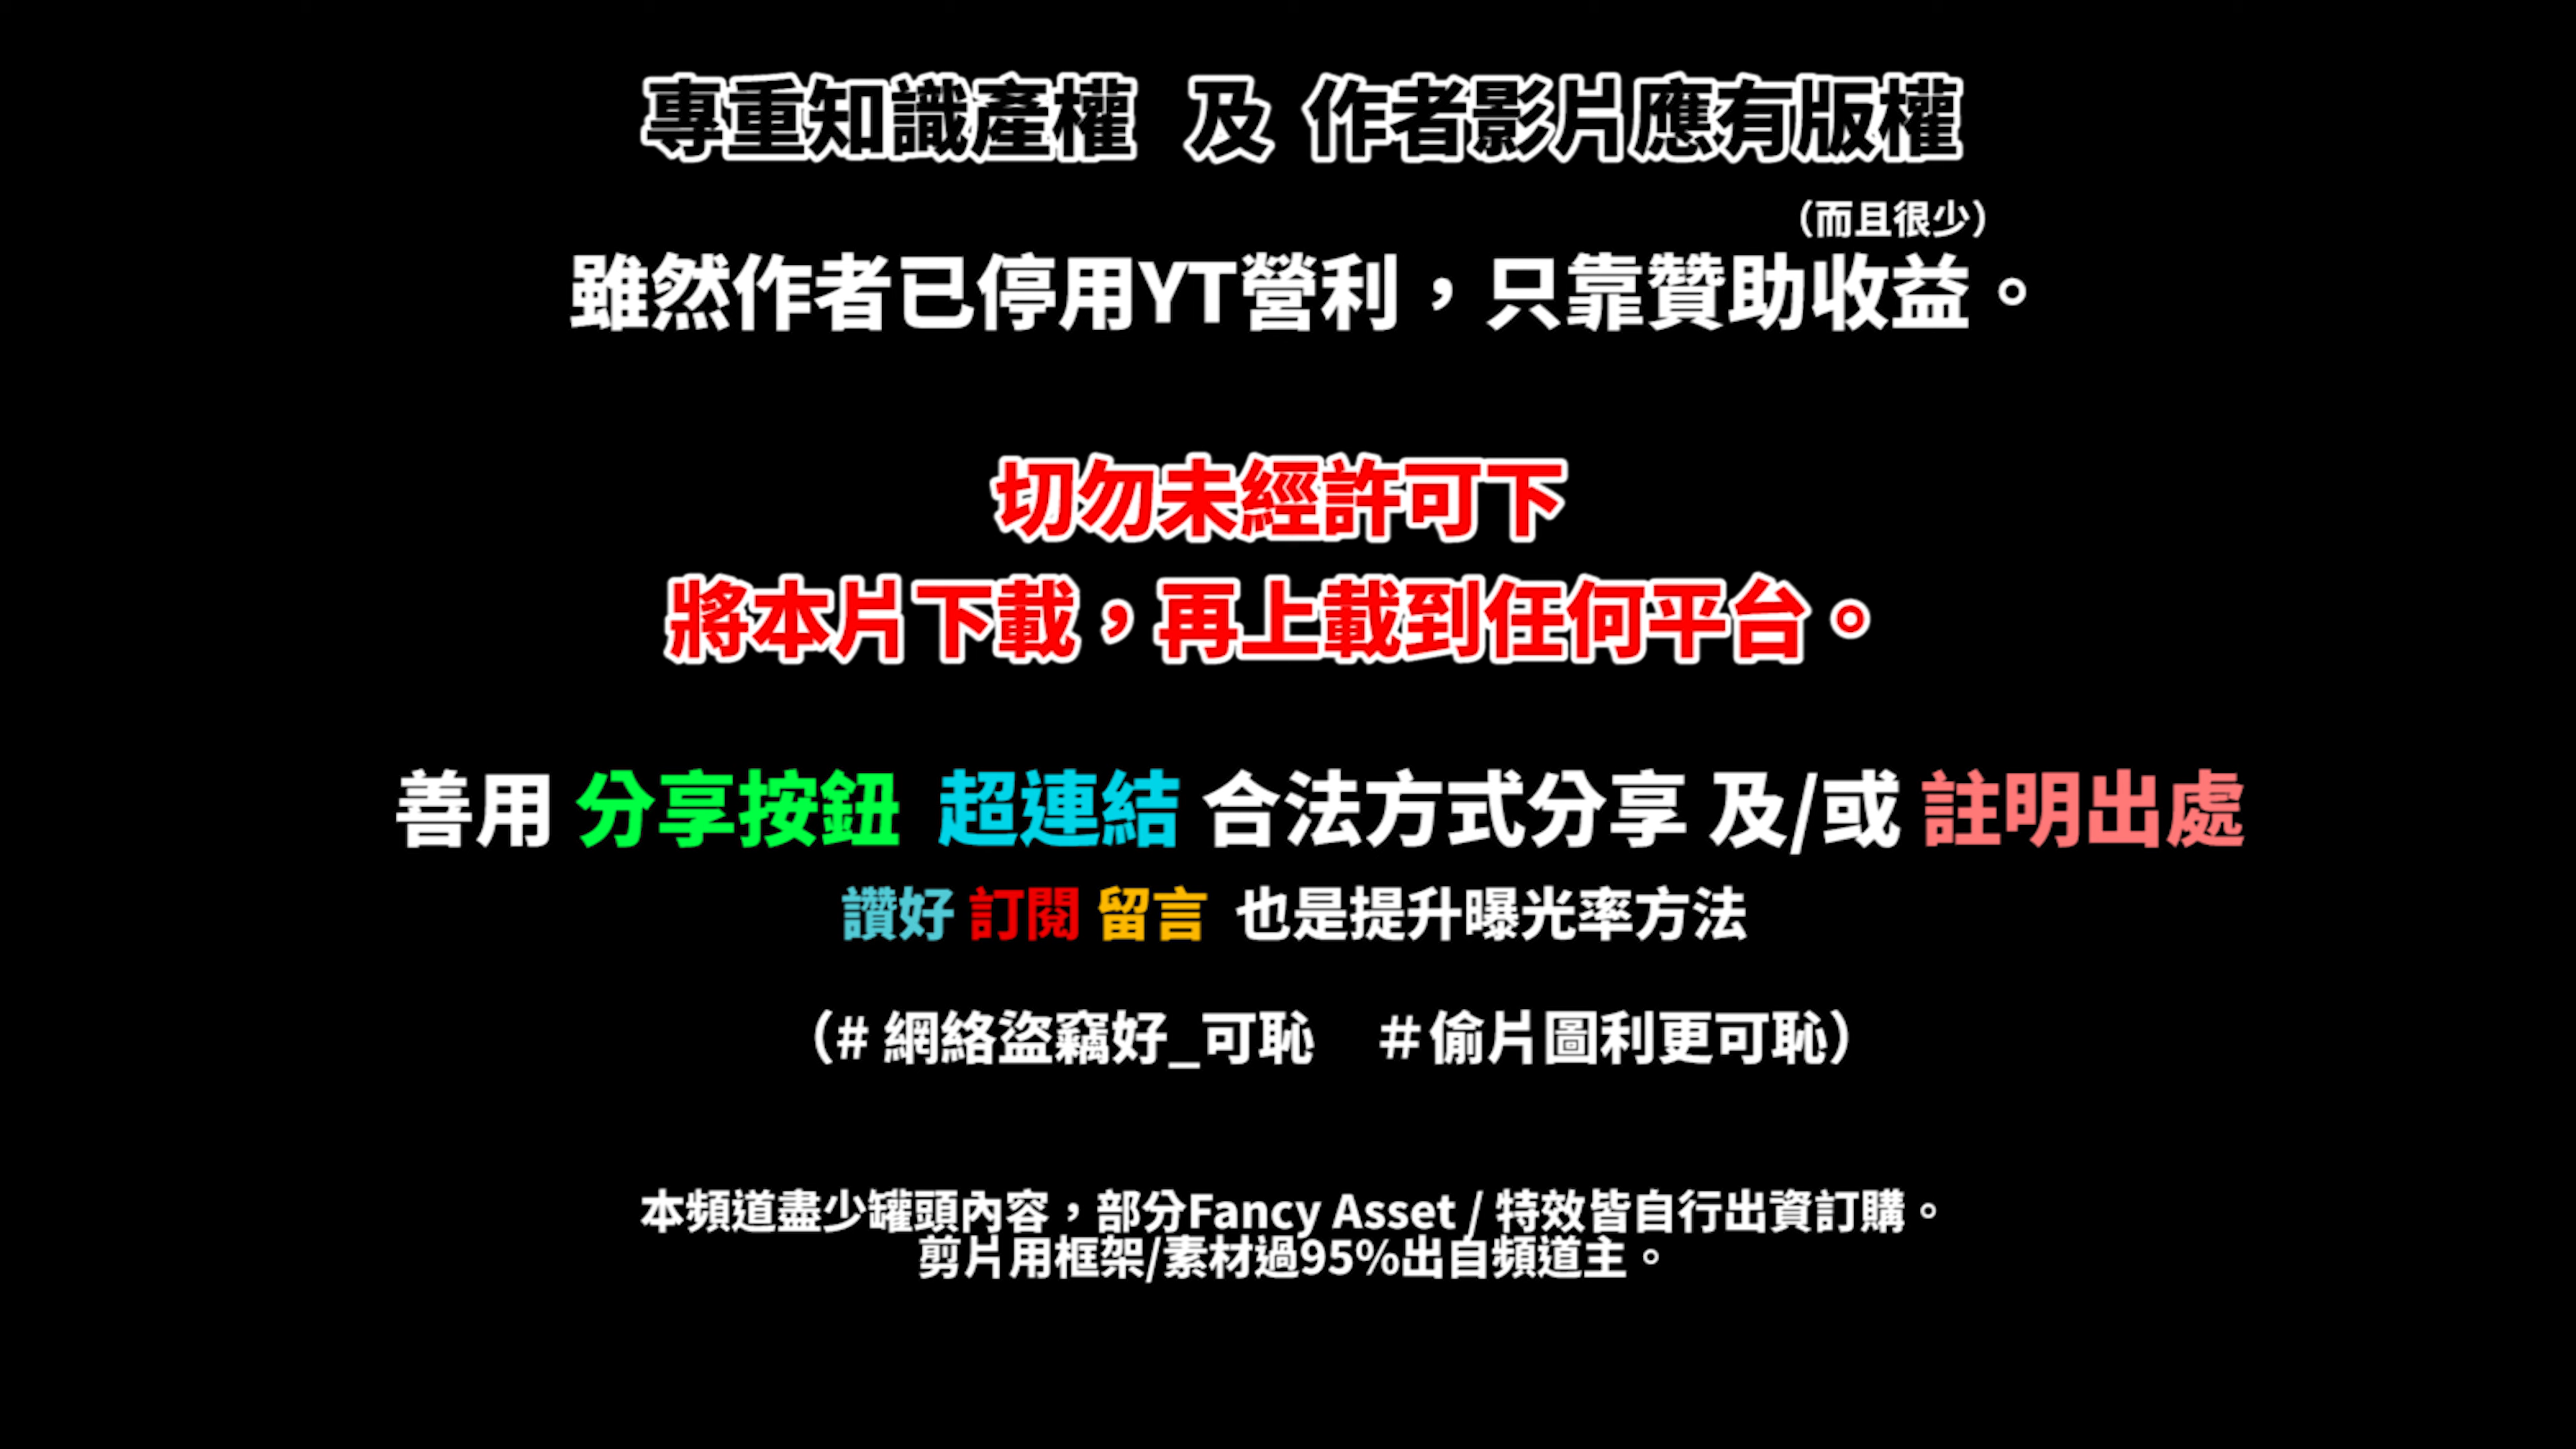 專重知識產權 及 作者影片應有版權
（而且很少）
雖然作者已停用YT營利，只靠贊助收益。
切勿未經許可下
將本片下載，再上載到任何平台。
善用 分享按鈕 超連結 合法方式分享 及/或 註明出處
讚好 訂閱 留言 也是提升曝光率方法
（# 網絡盜竊好_可恥 ＃偷片圖利更可恥）
本頻道盡少罐頭內容，部分Fancy Asset / 特效皆自行出資訂購。
剪片用框架/素材過95%出自頻道主。